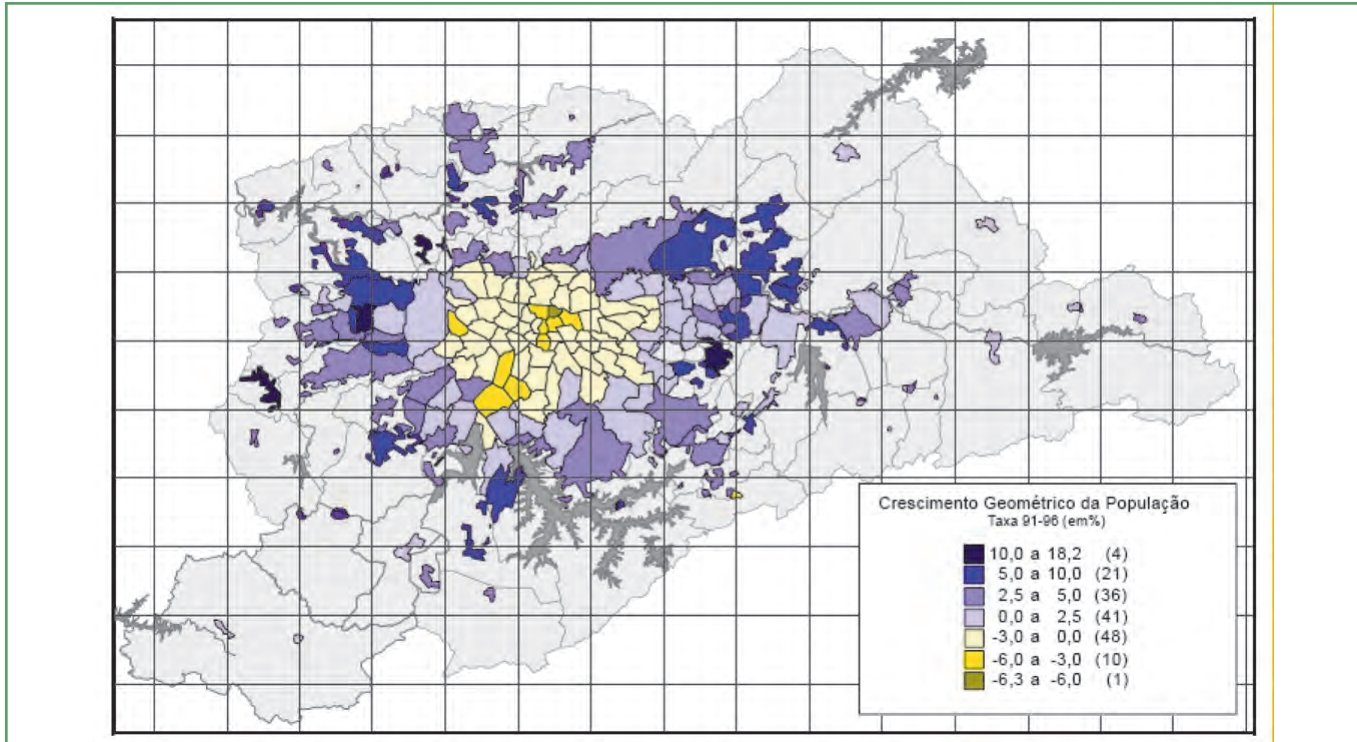 Crescimento Geométrico da População
Taxa 91-96 (em%)
10,0 a 18,2 (4)
5,0 a 10,0 (21)
2,5 a 5,0 (36)
0,0 a 2,5 (41)
-3,0 a 0,0 (48)
-6,0 a -3,0 (10)
-6,3 a -6,0 (1)